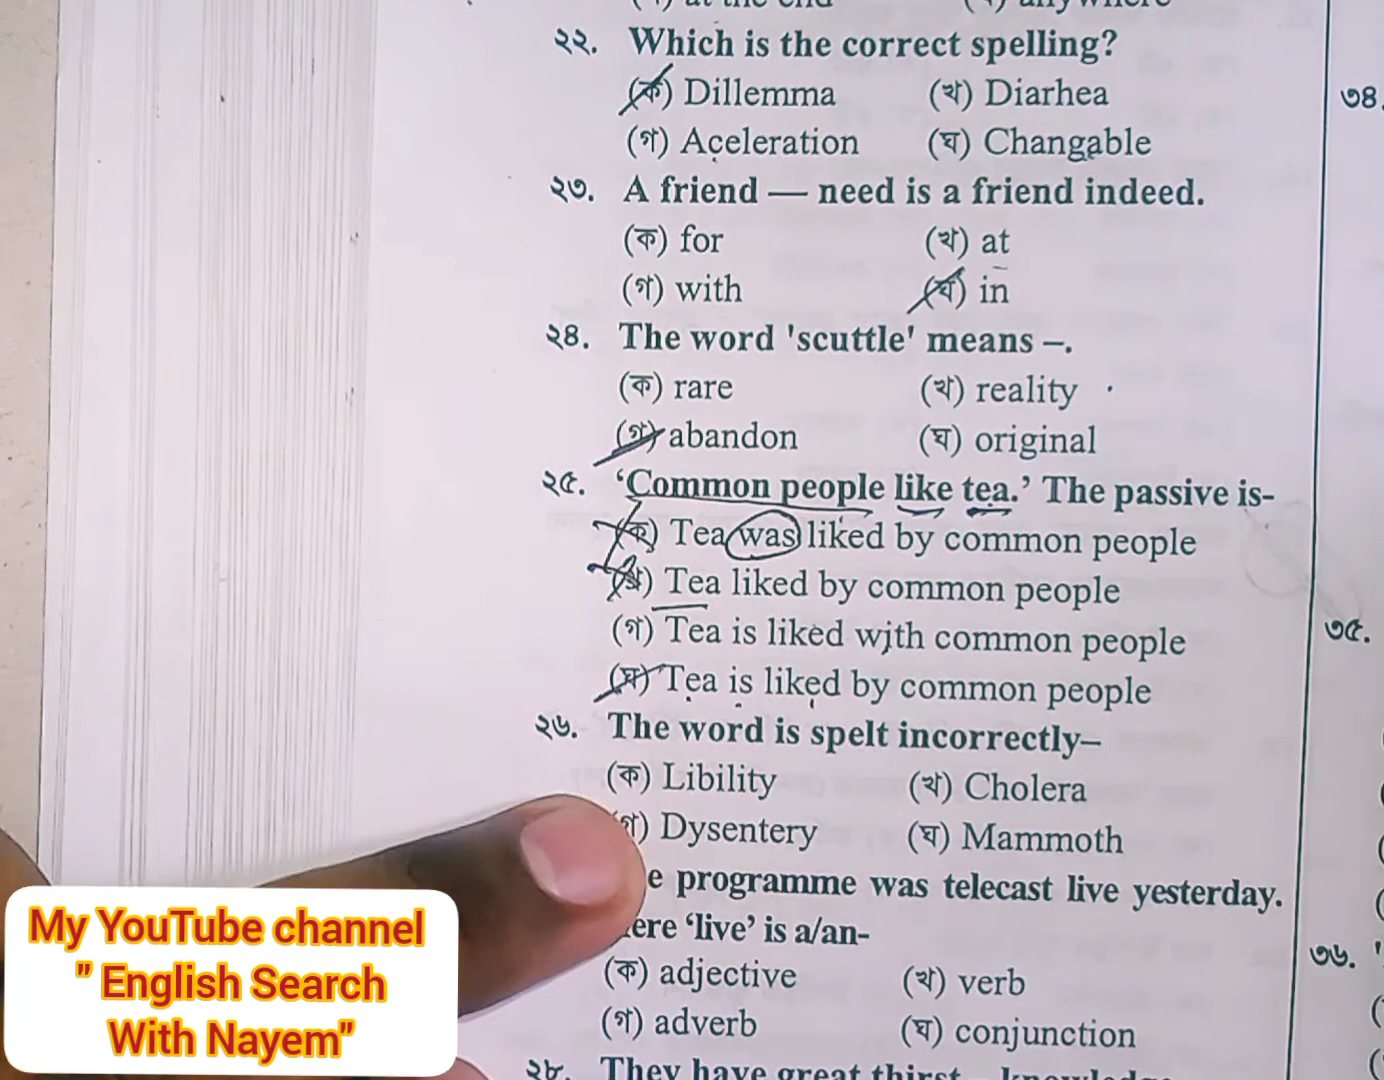 ২২. Which is the correct spelling?
(ক) Dillemma (খ) Diarhea
(গ) Aceleration (ঘ) Changable
২৩. A friend — need is a friend indeed.
(ক) for (খ) at
(গ) with (ঘ) in
২৪. The word 'scuttle' means –.
(ক) rare (খ) reality
(গ) abandon (ঘ) original
২৫. ‘Common people like tea.’ The passive is-
(ক) Tea was liked by common people
(খ) Tea liked by common people
(গ) Tea is liked with common people
(ঘ) Tea is liked by common people
২৬. The word is spelt incorrectly–
(ক) Libility (খ) Cholera
(গ) Dysentery (ঘ) Mammoth
programme was telecast live yesterday.
‘live’ is a/an-
(ক) adjective (খ) verb
(গ) adverb (ঘ) conjunction
২৮. They have great thirst
৩৪.
৩৫.
৩৬.
My YouTube channel
" English Search
With Nayem"